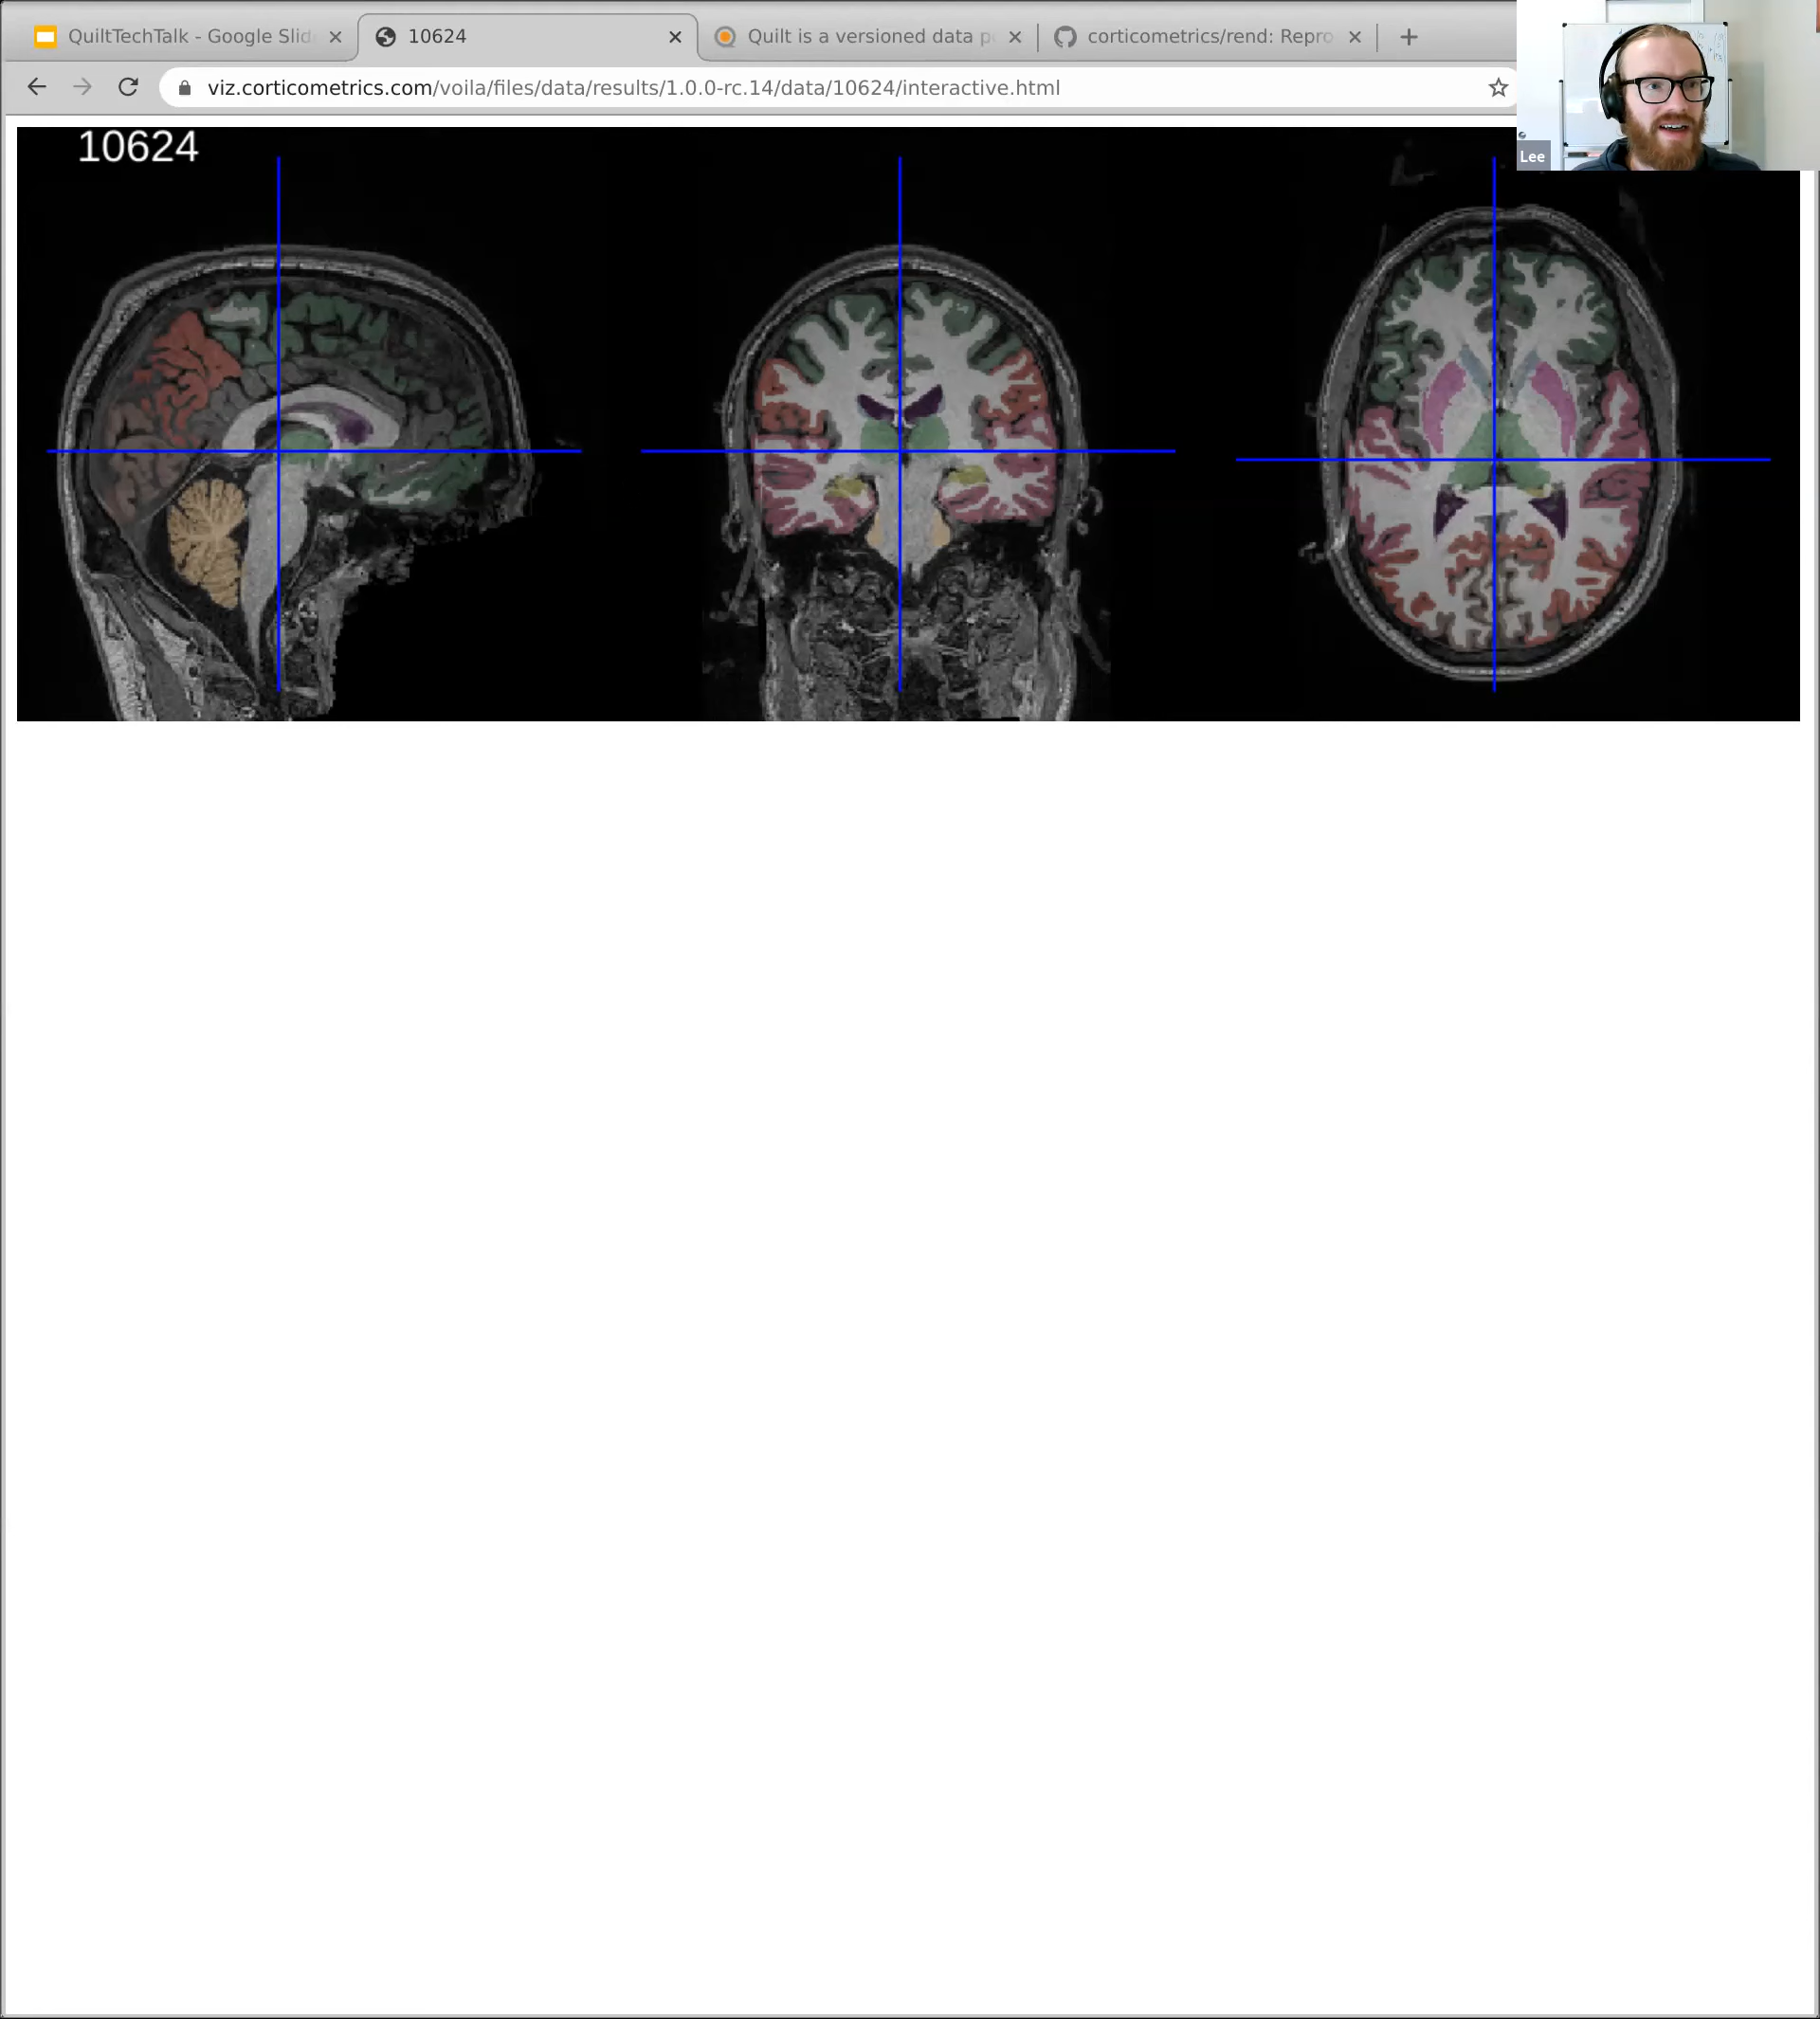 QuiltTechTalk - Google Slid
10624
Quilt is a versioned data p
corticometrics/rend: Repro
viz.corticometrics.com/voila/files/data/results/1.0.0-rc.14/data/10624/interactive.html
Lee
10624